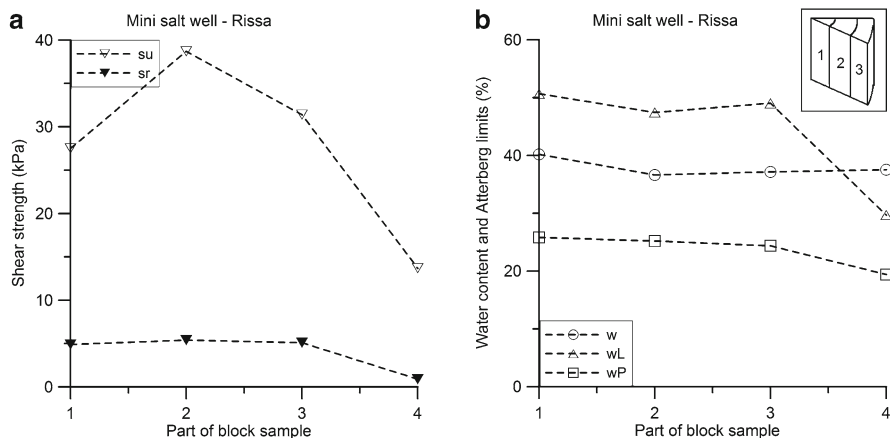 a
Mini salt well - Rissa
40
30
20
10
0
Shear strength (kPa)
su
sr
1 2 3 4
Part of block sample
b
Mini salt well - Rissa
60
40
20
0
Water content and Atterberg limits (%)
1 2 3
w
wL
wP
1 2 3 4
Part of block sample